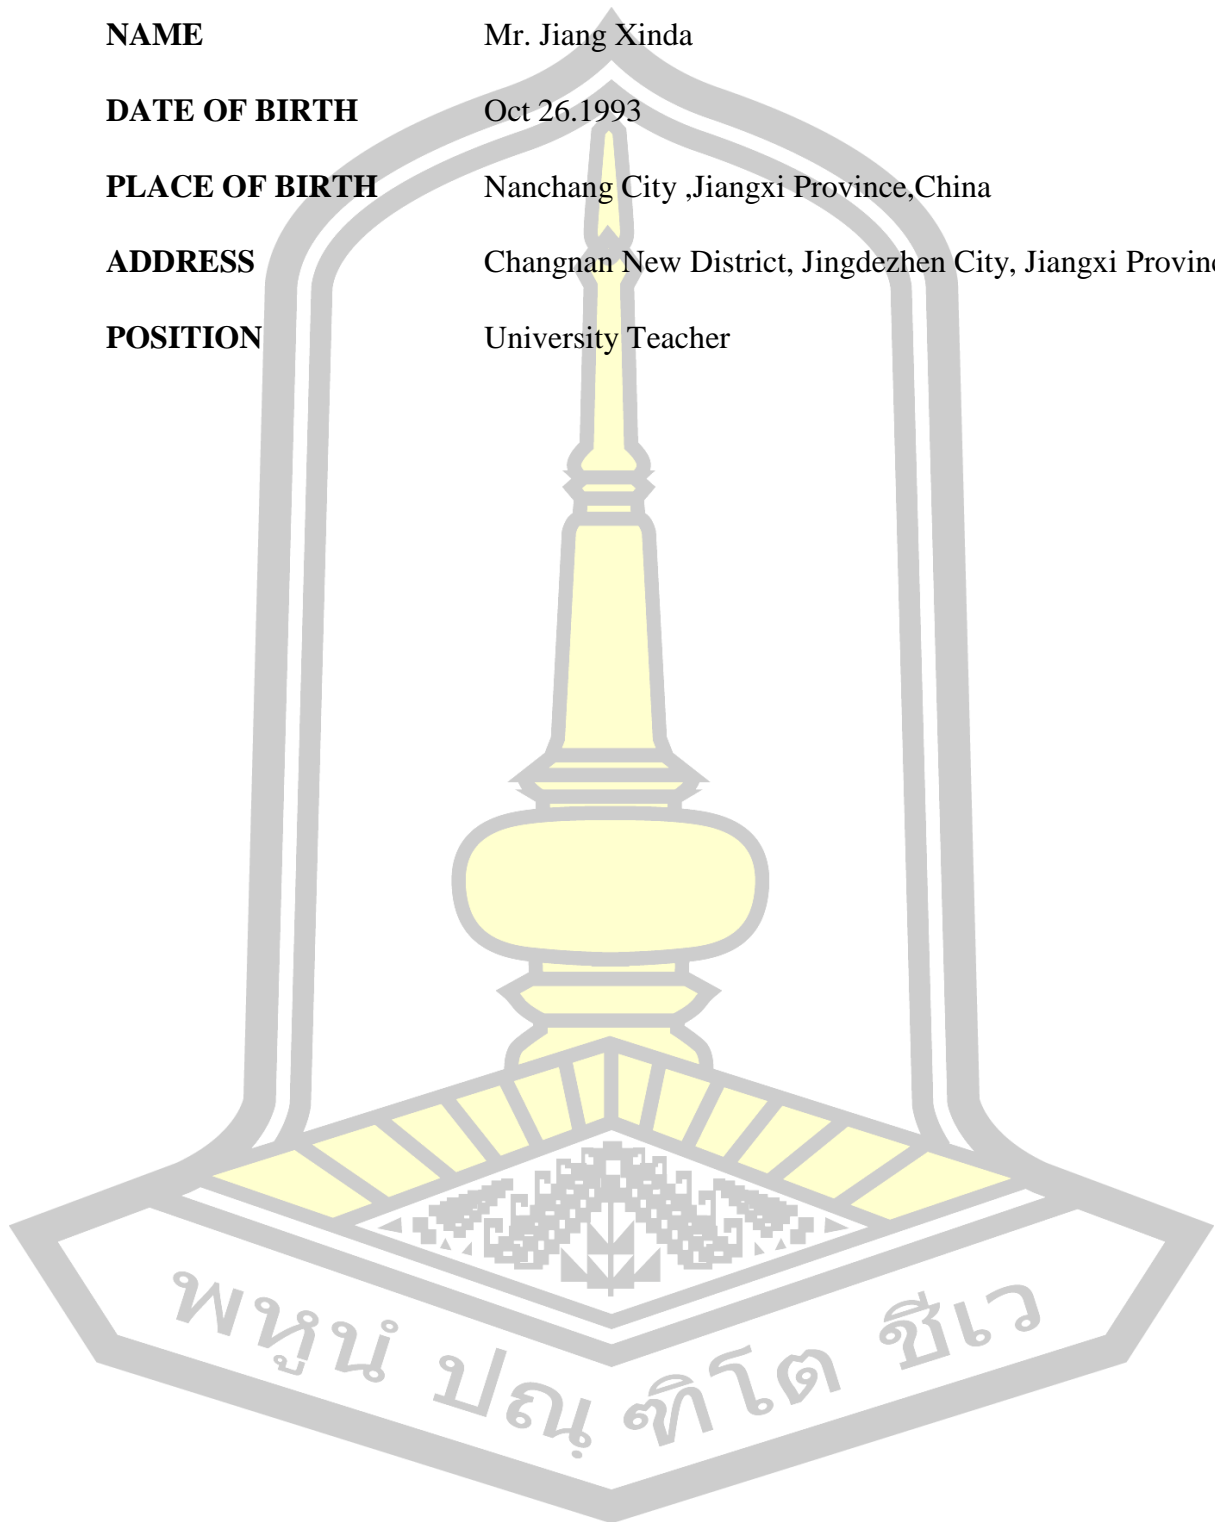 NAME Mr. Jiang Xinda
DATE OF BIRTH Oct 26.1993
PLACE OF BIRTH Nanchang City ,Jiangxi Province,China
ADDRESS Changnan New District, Jingdezhen City, Jiangxi
POSITION University Teacher
พหูนํ ปณฺฑิโต ชีเว